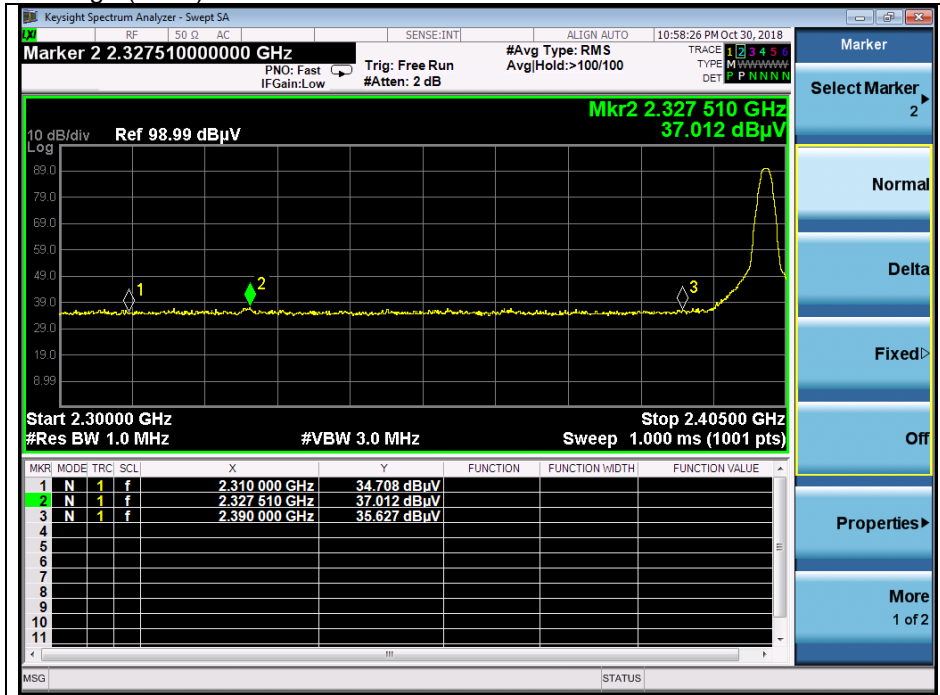 Keysight Spectrum Analyzer - Swept SA
LXI RF 50 Ω AC SENSE:INT ALIGN AUTO 10:58:26 PM Oct 30, 2018
Marker 2 2.327510000000 GHz
PNO: Fast
IFGain:Low
Trig: Free Run
#Atten: 2 dB
#Avg Type: RMS
Avg|Hold:>100/100
TRACE 1 2 3 4 5 6
TYPE M W W W W W
DET P P N N N N
Mkr2 2.327 510 GHz
37.012 dBµV
10 dB/div Ref 98.99 dBµV
Log
89.0
79.0
69.0
59.0
49.0
39.0
29.0
19.0
8.99
1
2
3
Start 2.30000 GHz Stop 2.40500 GHz
#Res BW 1.0 MHz #VBW 3.0 MHz Sweep 1.000 ms (1001 pts)
MKR MODE TRC SCL X Y FUNCTION FUNCTION WIDTH FUNCTION VALUE
1 N 1 f 2.310 000 GHz 34.708 dBµV
2 N 1 f 2.327 510 GHz 37.012 dBµV
3 N 1 f 2.390 000 GHz 35.627 dBµV
4
5
6
7
8
9
10
11
MSG STATUS
Marker
Select Marker
2
Normal
Delta
Fixed
Off
Properties
More
1 of 2